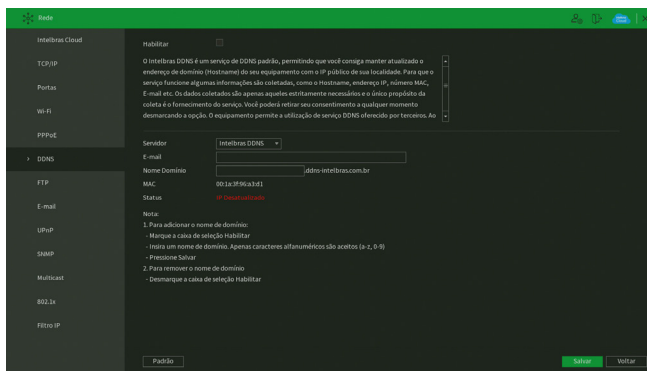 Rede
Intelbras Cloud
TCP/IP
Portas
Wi-Fi
PPPoE
DDNS
FTP
E-mail
UPnP
SNMP
Multicast
802.1x
Filtro IP
Habilitar
O Intelbras DDNS é um serviço de DDNS padrão, permitindo que você consiga manter atualizado o
endereço de domínio (Hostname) do seu equipamento com o IP público de sua localidade. Para que o
serviço funcione algumas informações são coletadas, como Hostname, endereço IP, número MAC,
E-mail etc. Os dados coletados são apenas aqueles estritamente necessários e o único propósito da
coleta é o fornecimento do serviço. Você poderá retirar seu consentimento a qualquer momento
desmarcando a opção. O equipamento permite a utilização de serviço DDNS oferecido por terceiros. Ao
Servidor Intelbras DDNS
E-mail
Nome Domínio .ddns-intelbras.com.br
MAC 00:1a:3f:96:a3:d1
Status IP Desatualizado
Nota:
1. Para adicionar o nome de domínio:
- Marque a caixa de seleção Habilitar
- Insira um nome de domínio. Apenas caracteres alfanuméricos são aceitos (a-z, 0-9)
- Pressione Salvar
2. Para remover o nome de domínio
- Desmarque a caixa de seleção Habilitar
Padrão Salvar Voltar